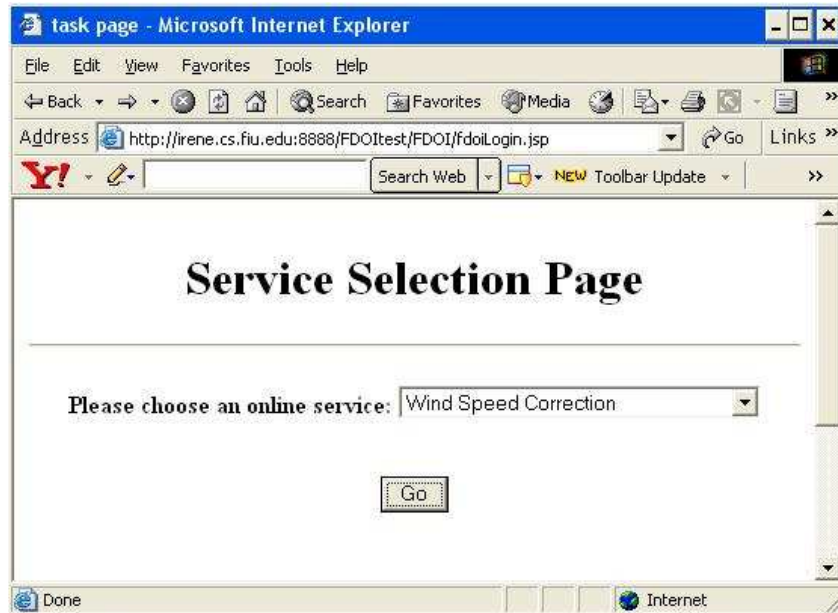 task page - Microsoft Internet Explorer
File Edit View Favorites Tools Help
Back Search Favorites Media »
Address http://irene.cs.fiu.edu:8888/FDOItest/FDOI/fdoiLogin.jsp Go Links »
Y! Search Web NEW Toolbar Update »
Service Selection Page
Please choose an online service: Wind Speed Correction
Go
Done Internet